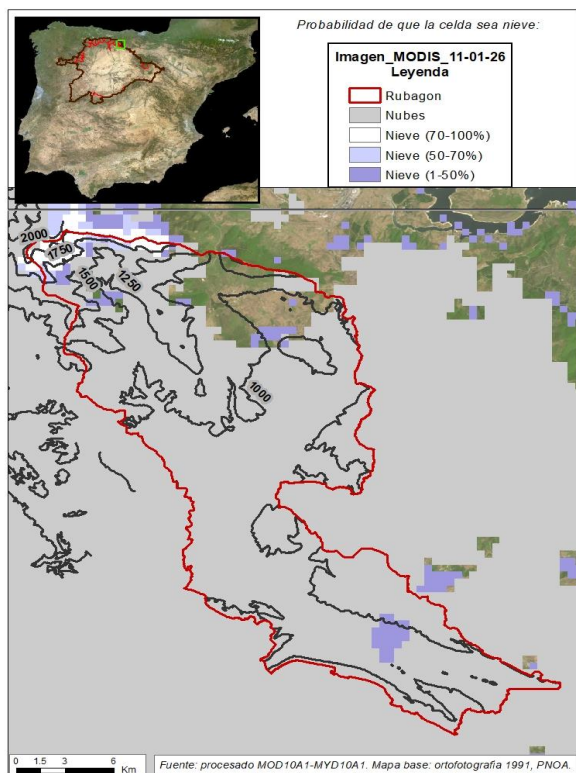 Probabilidad de que la celda sea nieve:
Imagen_MODIS_11-01-26
Leyenda
Rubagon
Nubes
Nieve (70-100%)
Nieve (50-70%)
Nieve (1-50%)
2000
1750
1500
1250
1000
0 1.5 3 6
Km
Fuente: procesado MOD10A1-MYD10A1. Mapa base: ortofotografia 1991, PNOA.